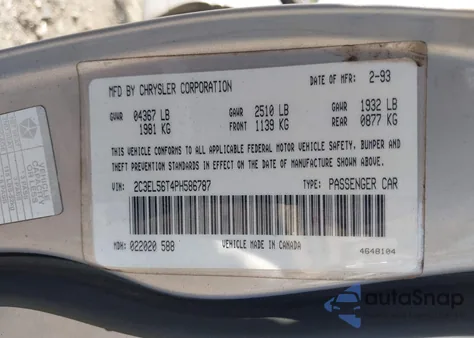 MFD BY CHRYSLER CORPORATION DATE OF MFR: 2-93
GVWR 04367 LB GAWR 2510 LB GAWR 1932 LB
1981 KG FRONT 1139 KG REAR 0877 KG
THIS VEHICLE CONFORMS TO ALL APPLICABLE FEDERAL MOTOR VEHICLE SAFETY, BUMPER AND
THEFT PREVENTION STANDARDS IN EFFECT ON THE DATE OF MANUFACTURE SHOWN ABOVE.
VIN: 2C3EL56T4PH586787 TYPE: PASSENGER CAR
MDH: 022020 588 VEHICLE MADE IN CANADA 4648104
autoSnap